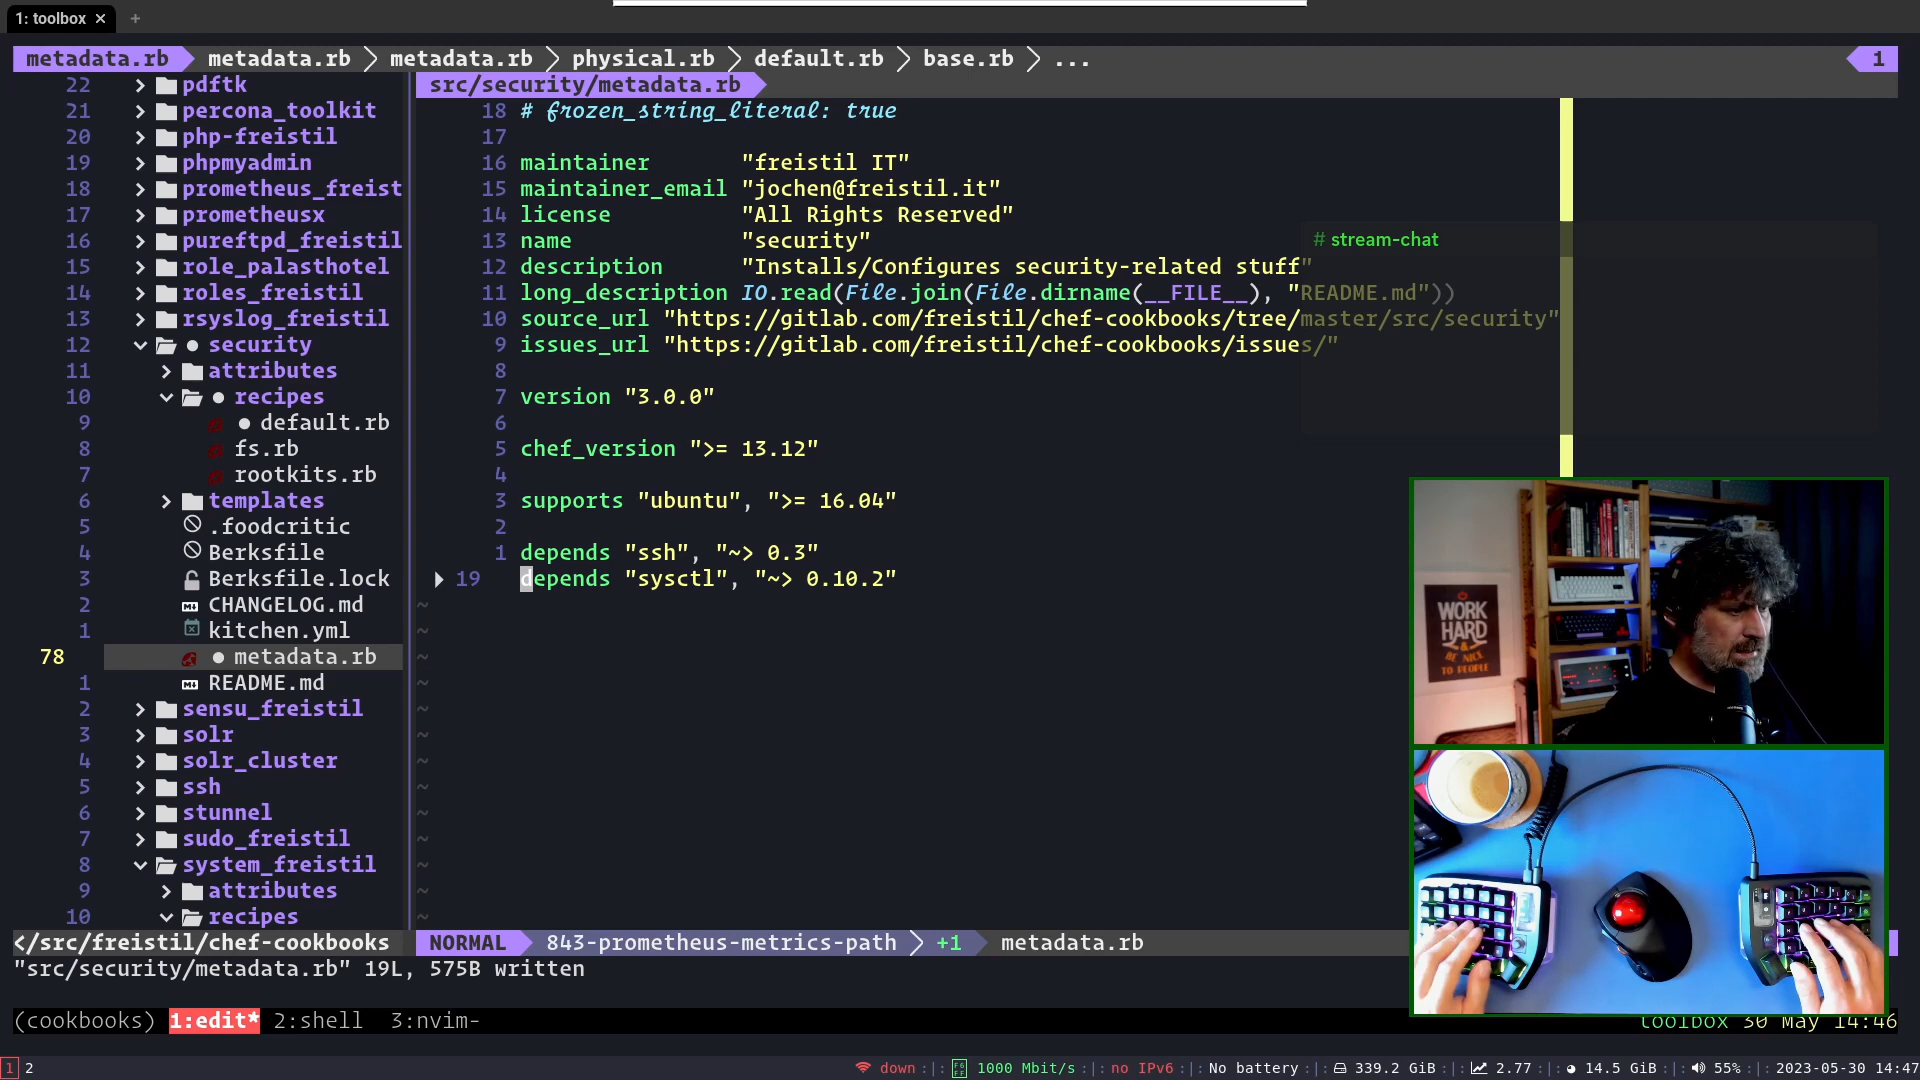 1: toolbox × +
metadata.rb metadata.rb metadata.rb physical.rb default.rb base.rb ... 1
22 pdftk
21 percona_toolkit
20 php-freistil
19 phpmyadmin
18 prometheus_freist
17 prometheusx
16 pureftpd_freistil
15 role_palasthotel
14 roles_freistil
13 rsyslog_freistil
12 security
11 attributes
10 recipes
9 default.rb
8 fs.rb
7 rootkits.rb
6 templates
5 .foodcritic
4 Berksfile
3 Berksfile.lock
2 CHANGELOG.md
1 kitchen.yml
78 metadata.rb
1 README.md
2 sensu_freistil
3 solr
4 solr_cluster
5 ssh
6 stunnel
7 sudo_freistil
8 system_freistil
9 attributes
10 recipes
src/security/metadata.rb
18 # frozen_string_literal: true
17
16 maintainer "freistil IT"
15 maintainer_email "jochen@freistil.it"
14 license "All Rights Reserved"
13 name "security"
12 description "Installs/Configures security-related stuff"
11 long_description IO.read(File.join(File.dirname(__FILE__), "README.md"))
10 source_url "https://gitlab.com/freistil/chef-cookbooks/tree/master/src/security"
9 issues_url "https://gitlab.com/freistil/chef-cookbooks/issues/"
8
7 version "3.0.0"
6
5 chef_version ">= 13.12"
4
3 supports "ubuntu", ">= 16.04"
2
1 depends "ssh", "~> 0.3"
19 depends "sysctl", "~> 0.10.2"
~
~
~
~
~
~
~
~
~
~
~
~
~
# stream-chat
WORK
HARD
&
BE NICE
TO PEOPLE
</src/freistil/chef-cookbooks NORMAL 843-prometheus-metrics-path +1 metadata.rb
"src/security/metadata.rb" 19L, 575B written
(cookbooks) 1:edit* 2:shell 3:nvim- toolbox 30 May 14:46
1 2 down :|: 1000 Mbit/s :|: no IPv6 :|: No battery :|: 339.2 GiB :|: 2.77 :|: 14.5 GiB :|: 55% :|: 2023-05-30 14:47